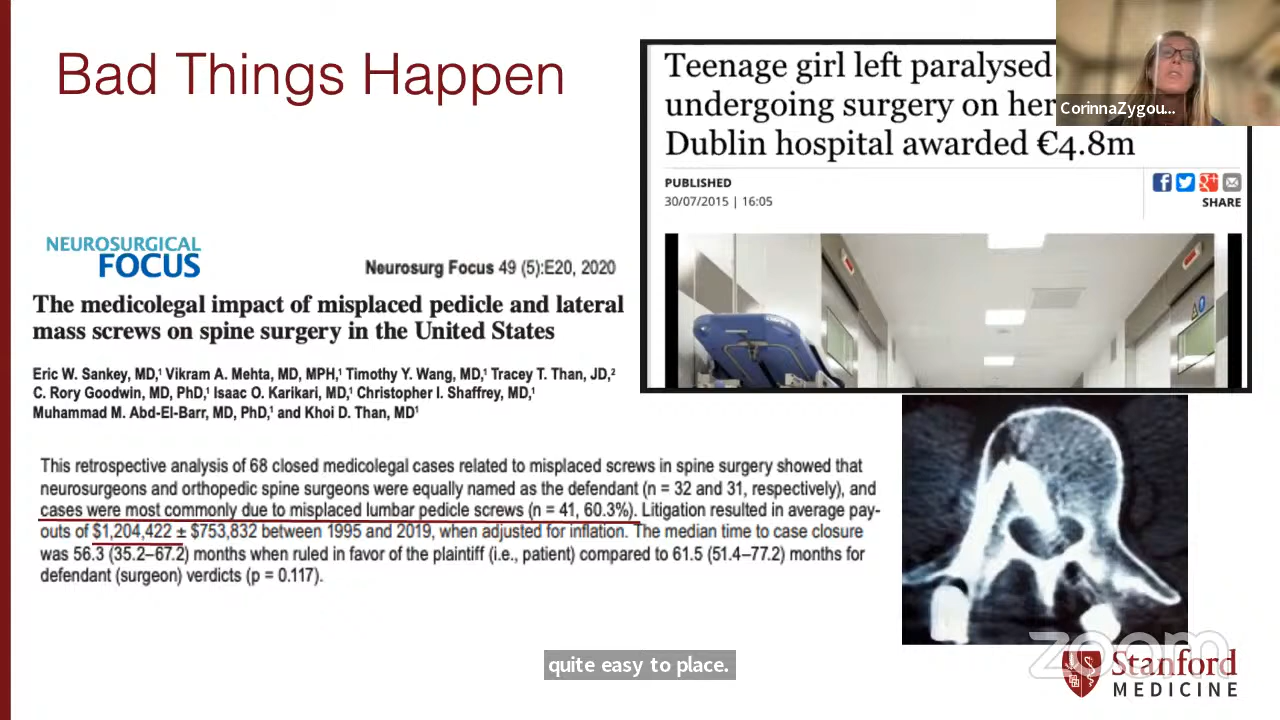 Bad Things Happen
Teenage girl left paralysed
undergoing surgery on her
Dublin hospital awarded €4.8m
CorinnaZygou...
PUBLISHED
30/07/2015 | 16:05
SHARE
NEUROSURGICAL
FOCUS
Neurosurg Focus 49 (5):E20, 2020
The medicolegal impact of misplaced pedicle and lateral
mass screws on spine surgery in the United States
Eric W. Sankey, MD,¹ Vikram A. Mehta, MD, MPH,¹ Timothy Y. Wang, MD,¹ Tracey T. Than, JD,²
C. Rory Goodwin, MD, PhD,¹ Isaac O. Karikari, MD,¹ Christopher I. Shaffrey, MD,¹
Muhammad M. Abd-El-Barr, MD, PhD,¹ and Khoi D. Than, MD¹
This retrospective analysis of 68 closed medicolegal cases related to misplaced screws in spine surgery showed that
neurosurgeons and orthopedic spine surgeons were equally named as the defendant (n = 32 and 31, respectively), and
cases were most commonly due to misplaced lumbar pedicle screws (n = 41, 60.3%). Litigation resulted in average pay-
outs of $1,204,422 ± $753,832 between 1995 and 2019, when adjusted for inflation. The median time to case closure
was 56.3 (35.2–67.2) months when ruled in favor of the plaintiff (i.e., patient) compared to 61.5 (51.4–77.2) months for
defendant (surgeon) verdicts (p = 0.117).
quite easy to place.
zoom
Stanford
MEDICINE